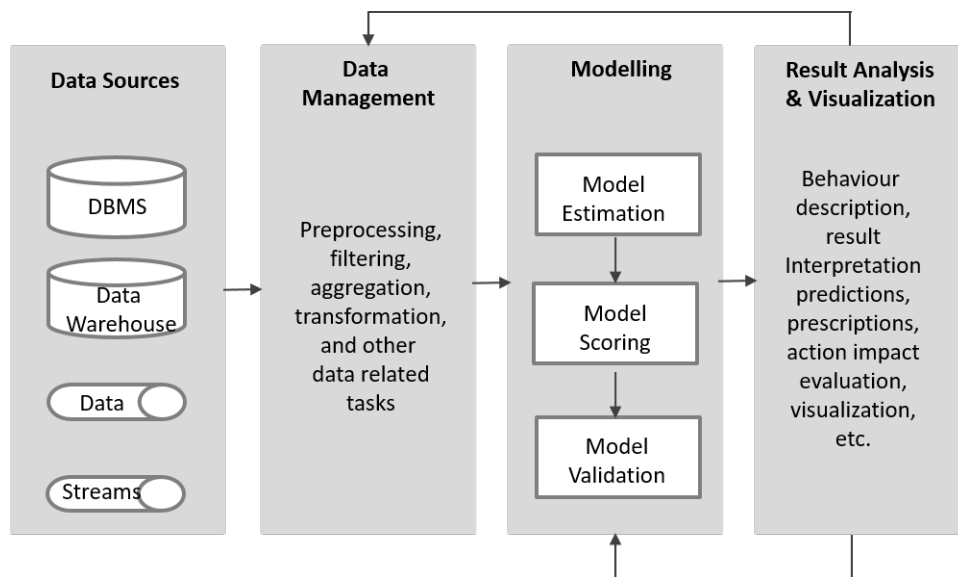 Data Sources
DBMS
Data
Warehouse
Data
Streams
Data
Management
Preprocessing,
filtering,
aggregation,
transformation,
and other
data related
tasks
Modelling
Model
Estimation
Model
Scoring
Model
Validation
Result Analysis
& Visualization
Behaviour
description,
result
Interpretation
predictions,
prescriptions,
action impact
evaluation,
visualization,
etc.